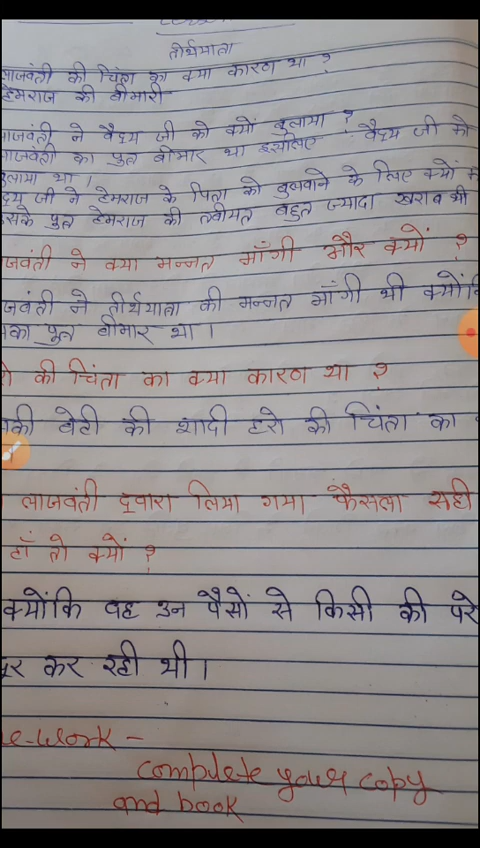 तीर्थयाता
लाजवंती की चिंता का क्या कारण था ?
हेमराज की बीमारी
लाजवंती ने वैद्य जी को क्यों बुलाया ?
लाजवंती का पुत बीमार था इसलिए वैद्य जी को
बुलाया था ।
द्य जी ने हेमराज के पिता को बुलवाने के लिए क्यों
सके पुत हेमराज की तबीयत बहुत ज्यादा खराब थी
जवंती ने क्या मन्नत माँगी और क्यों ?
जवंती ने तीर्थयाता की मन्नत माँगी थी क्योंकि
का पुत बीमार था ।
की चिंता का क्या कारण था ?
की बेटी की शादी हरो की चिंता का
लाजवंती द्वारा लिया गया फैसला सही
हाँ तो क्यों ?
क्योंकि वह उन पैसों से किसी की परे
कर रही थी ।
e-work -
complete your copy
and book